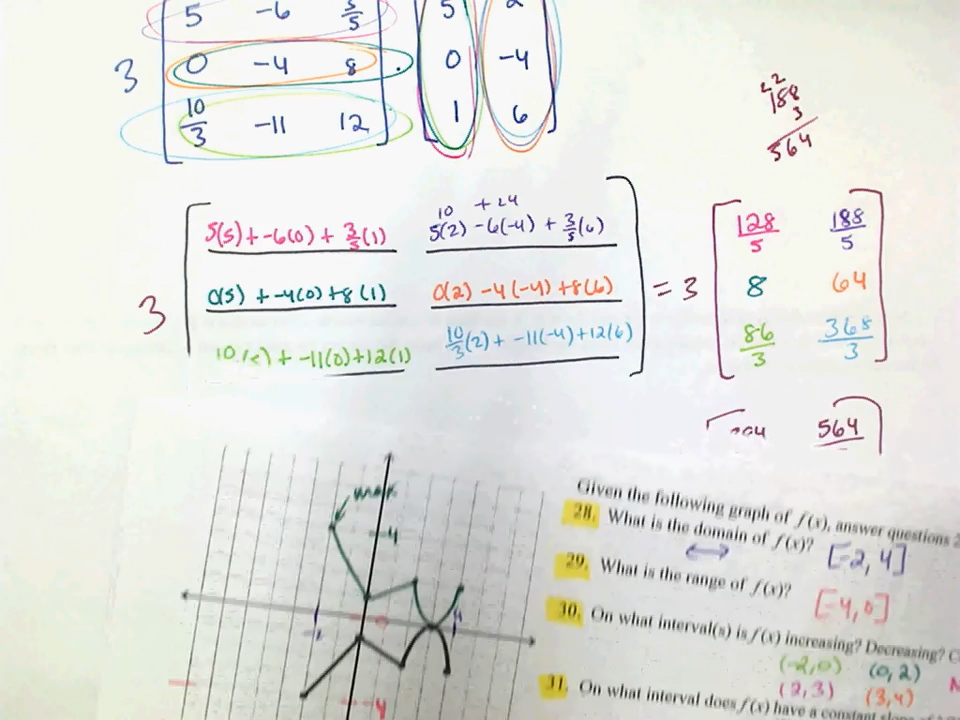 5 -6 3/5 5 2
3 0 -4 8 . 0 -4
10/3 -11 12 1 6
188
3
564
10 +24
5(5)+-6(0)+ 3/5(1) 5(2) -6(-4) + 3/5(6) 128/5 188/5
3 0(5) +-4(0)+8(1) 0(2) -4(-4)+8(6) = 3 8 64
+ -11(0)+12(1) 10/3(2)+ -11(-4)+12(6) 86/3 368/3
564
max
-4
-2
4
-4
Given the following graph of f(x), answer questions
28. What is the domain of f(x)? [-2, 4]
29. What is the range of f(x)? [-4,0]
30. On what interval(s) is f(x) increasing? Decreasing?
(-2,0) (0,2)
(2,3) (3,4)
31. On what interval does f(x) have a constant